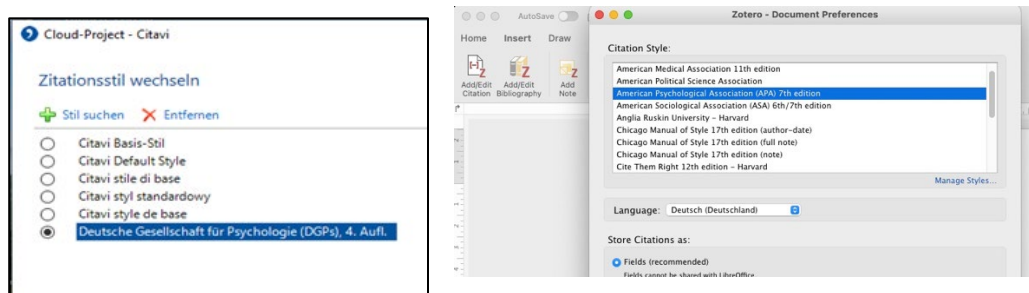 Cloud-Project - Citavi
Zitationsstil wechseln
Stil suchen Entfernen
Citavi Basis-Stil
Citavi Default Style
Citavi stile di base
Citavi styl standardowy
Citavi style de base
Deutsche Gesellschaft für Psychologie (DGPs), 4. Aufl.
AutoSave
Home Insert Draw
Add/Edit Citation
Add/Edit Bibliography
Add Note
Zotero - Document Preferences
Citation Style:
American Medical Association 11th edition
American Political Science Association
American Psychological Association (APA) 7th edition
American Sociological Association (ASA) 6th/7th edition
Anglia Ruskin University - Harvard
Chicago Manual of Style 17th edition (author-date)
Chicago Manual of Style 17th edition (full note)
Chicago Manual of Style 17th edition (note)
Cite Them Right 12th edition - Harvard
Manage Styles...
Language: Deutsch (Deutschland)
Store Citations as:
Fields (recommended)
Fields cannot be shared with LibreOffice.